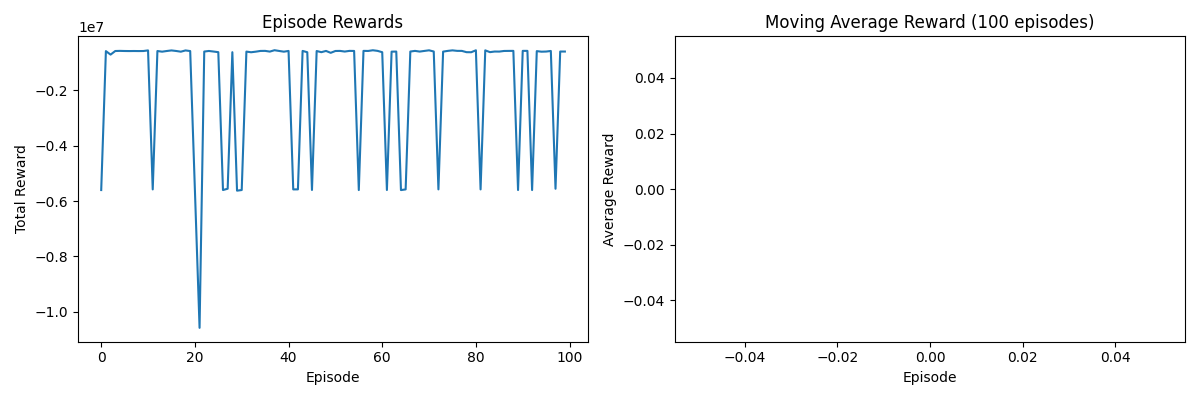 Episode Rewards
1e7
−0.2
−0.4
−0.6
−0.8
−1.0
Total Reward
0 20 40 60 80 100
Episode
Moving Average Reward (100 episodes)
0.04
0.02
0.00
−0.02
−0.04
Average Reward
−0.04 −0.02 0.00 0.02 0.04
Episode